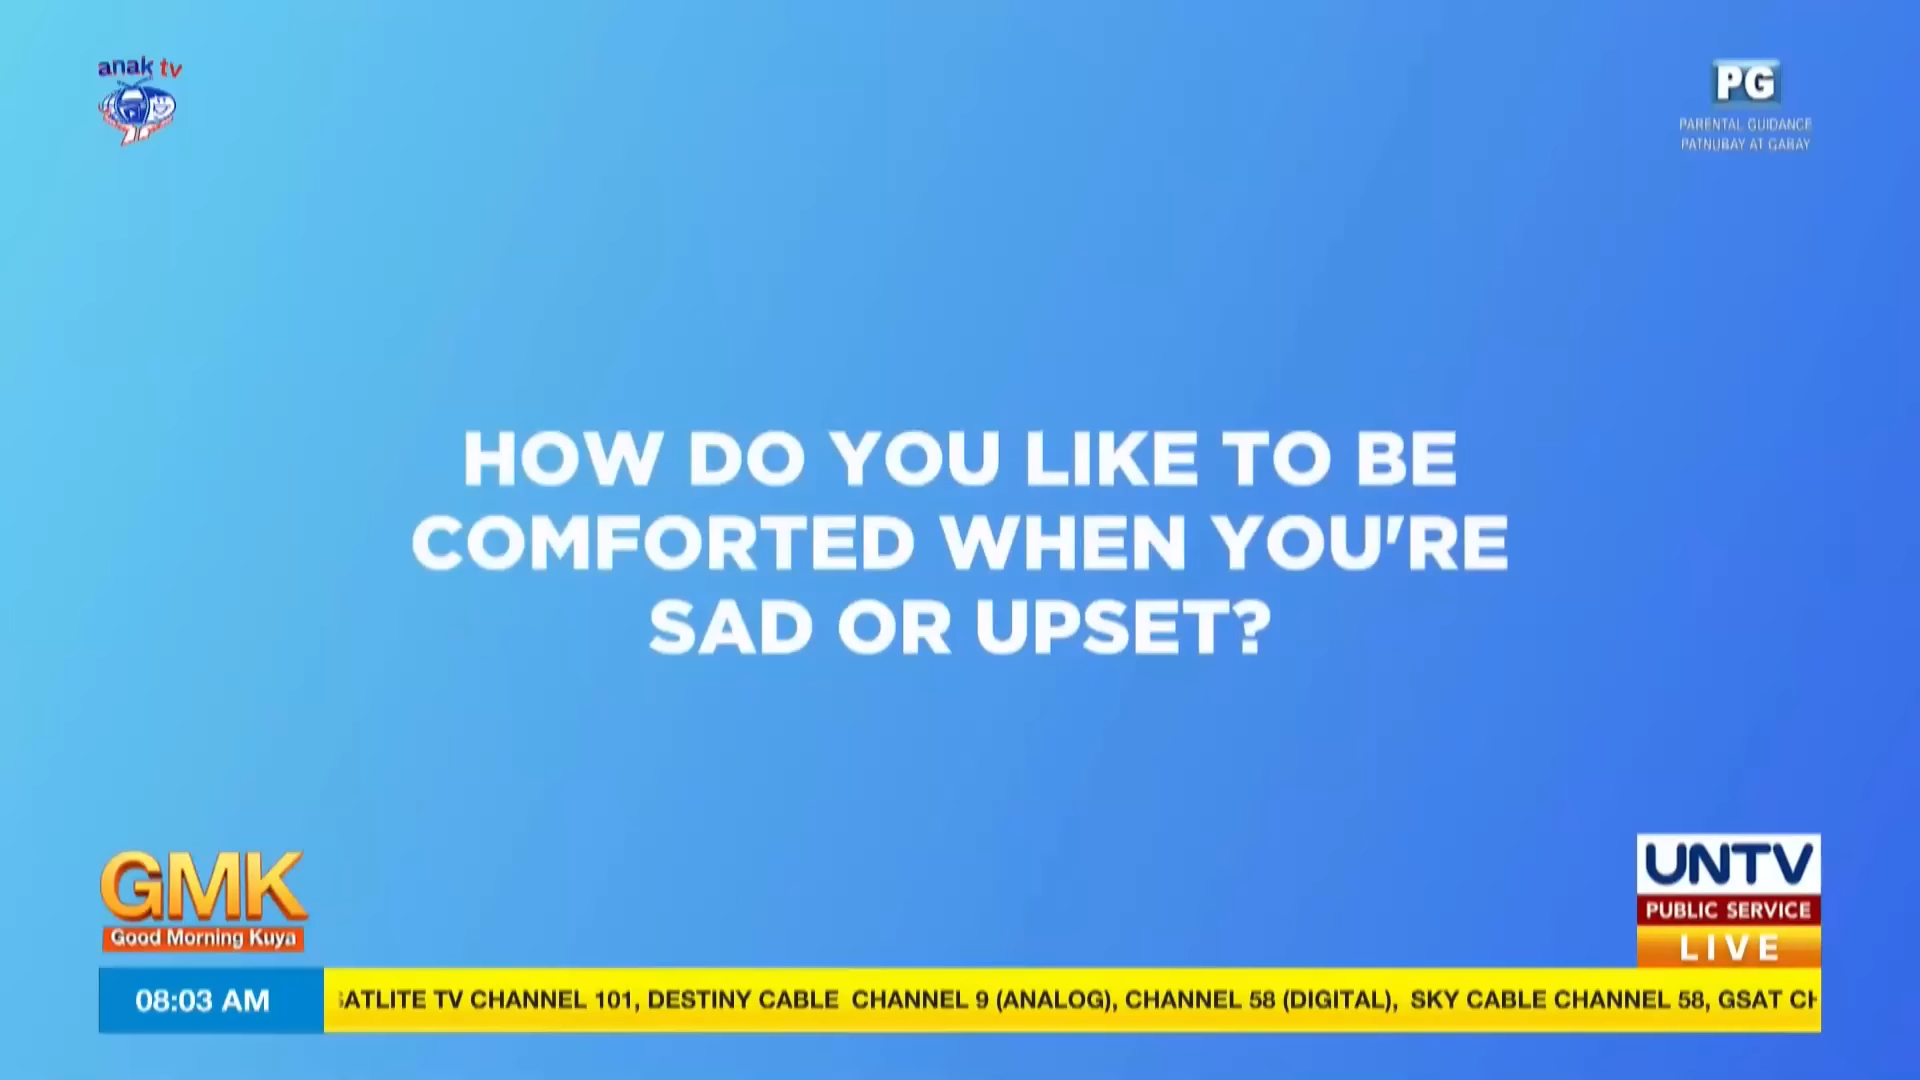 anak tv
PG
PARENTAL GUIDANCE
PATNUBAY AT GABAY
HOW DO YOU LIKE TO BE
COMFORTED WHEN YOU'RE
SAD OR UPSET?
GMK
Good Morning Kuya
UNTV
PUBLIC SERVICE
LIVE
08:03 AM
ATLITE TV CHANNEL 101, DESTINY CABLE CHANNEL 9 (ANALOG), CHANNEL 58 (DIGITAL), SKY CABLE CHANNEL 58, GSAT